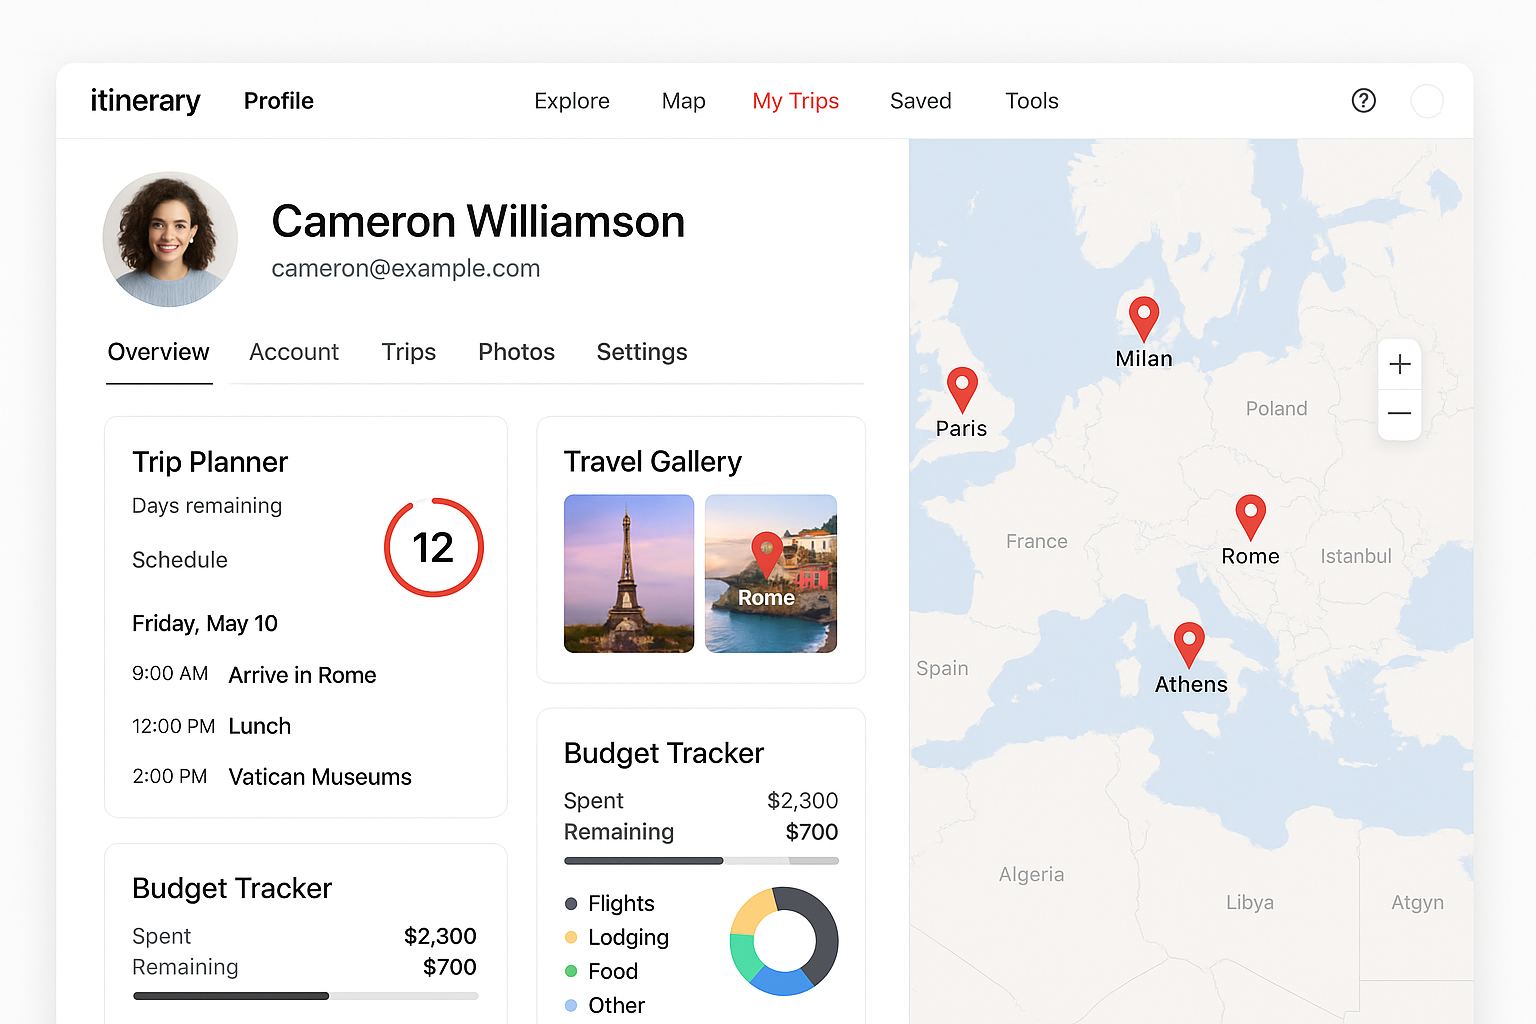 itinerary Profile Explore Map My Trips Saved Tools ?
Cameron Williamson
cameron@example.com
Overview Account Trips Photos Settings
Trip Planner
Days remaining
12
Schedule
Friday, May 10
9:00 AM Arrive in Rome
12:00 PM Lunch
2:00 PM Vatican Museums
Budget Tracker
Spent $2,300
Remaining $700
Travel Gallery
Rome
Budget Tracker
Spent $2,300
Remaining $700
Flights
Lodging
Food
Other
Milan
Paris
Poland
France
Rome
Istanbul
Spain
Athens
Algeria
Libya
Atgyn
+
−